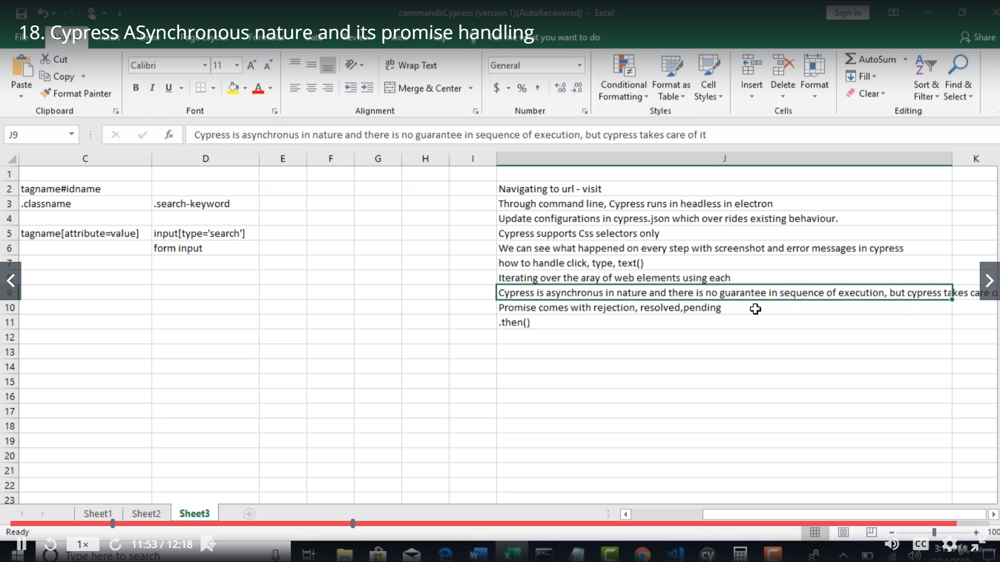 commandsCypress (version 1)[AutoRecovered] - Excel
Sign in
18. Cypress ASynchronous nature and its promise handling
you want to do
Share
Paste
Cut
Copy
Format Painter
Clipboard
Calibri
11
B I U
Font
Wrap Text
Merge & Center
Alignment
General
$ % ,
Number
Conditional Formatting
Format as Table
Cell Styles
Styles
Insert
Delete
Format
Cells
AutoSum
Fill
Clear
Sort & Filter
Find & Select
Editing
J9
fx
Cypress is asynchronus in nature and there is no guarantee in sequence of execution, but cypress takes care of it
C D E F G H I J K
1
2 tagname#idname Navigating to url - visit
3 .classname .search-keyword Through command line, Cypress runs in headless in electron
4 Update configurations in cypress.json which over rides existing behaviour.
5 tagname[attribute=value] input[type='search'] Cypress supports Css selectors only
6 form input We can see what happened on every step with screenshot and error messages in cypress
7 how to handle click, type, text()
Iterating over the aray of web elements using each
9 Cypress is asynchronus in nature and there is no guarantee in sequence of execution, but cypress takes care o
10 Promise comes with rejection, resolved,pending
11 .then()
12
13
14
15
16
17
18
19
20
21
22
23
Sheet1 Sheet2 Sheet3
Ready
100
1×
11:53 / 12:18
CC
Type here to search